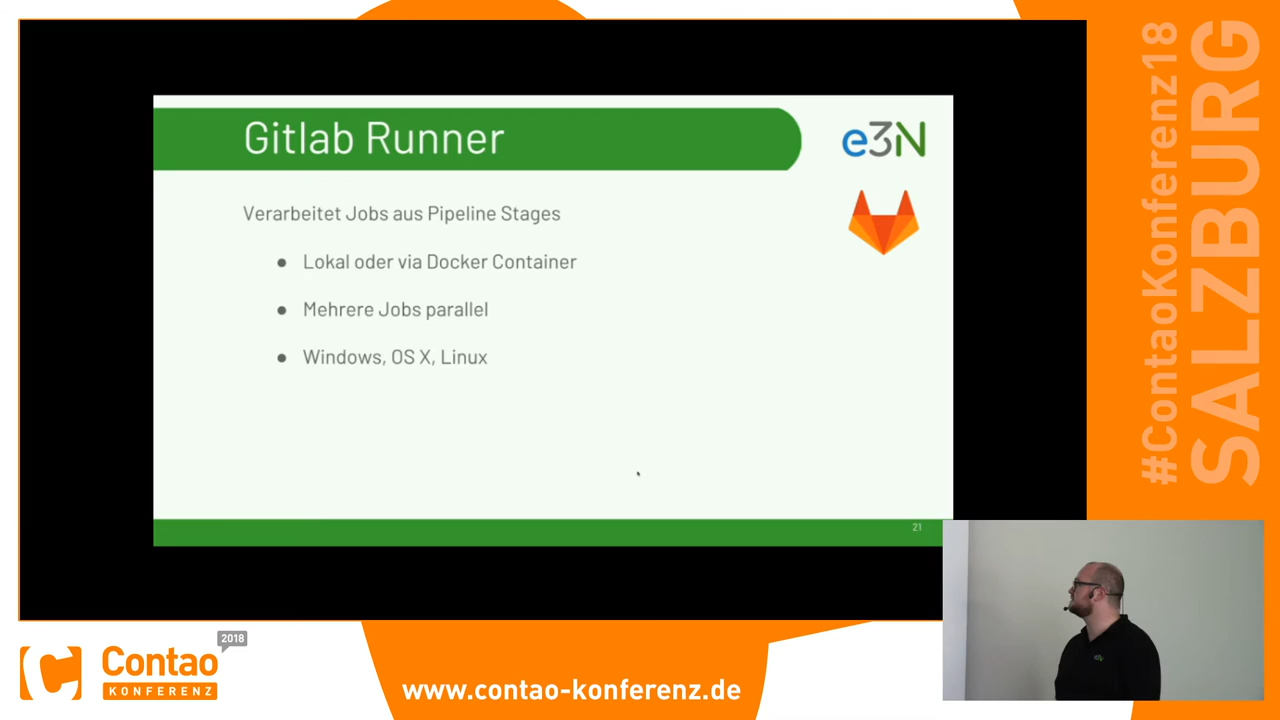 Gitlab Runner
e3N
Verarbeitet Jobs aus Pipeline Stages
● Lokal oder via Docker Container
● Mehrere Jobs parallel
● Windows, OS X, Linux
21
#ContaoKonferenz18
SALZBURG
2018
Contao
KONFERENZ
www.contao-konferenz.de